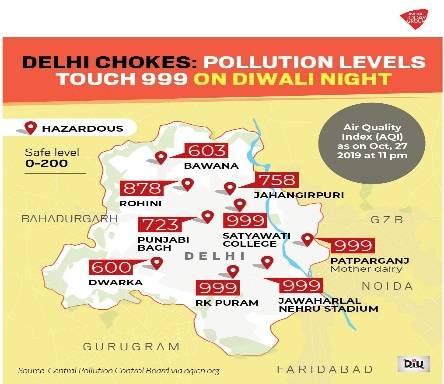 DELHI CHOKES: POLLUTION LEVELS
TOUCH 999 ON DIWALI NIGHT
HAZARDOUS
Safe level
0-200
Air Quality
Index (AQI)
as on Oct, 27
2019 at 11 pm
603
BAWANA
878
ROHINI
758
JAHANGIRPURI
BAHADURGARH
723
PUNJABI
BAGH
999
SATYAWATI
COLLEGE
GZB
999
PATPARGANJ
Mother dairy
DELHI
600
DWARKA
999
RK PURAM
999
JAWAHARLAL
NEHRU STADIUM
NOIDA
GURUGRAM
FARIDABAD
DIU
Source: Central Pollution Control Board via aqicn.org